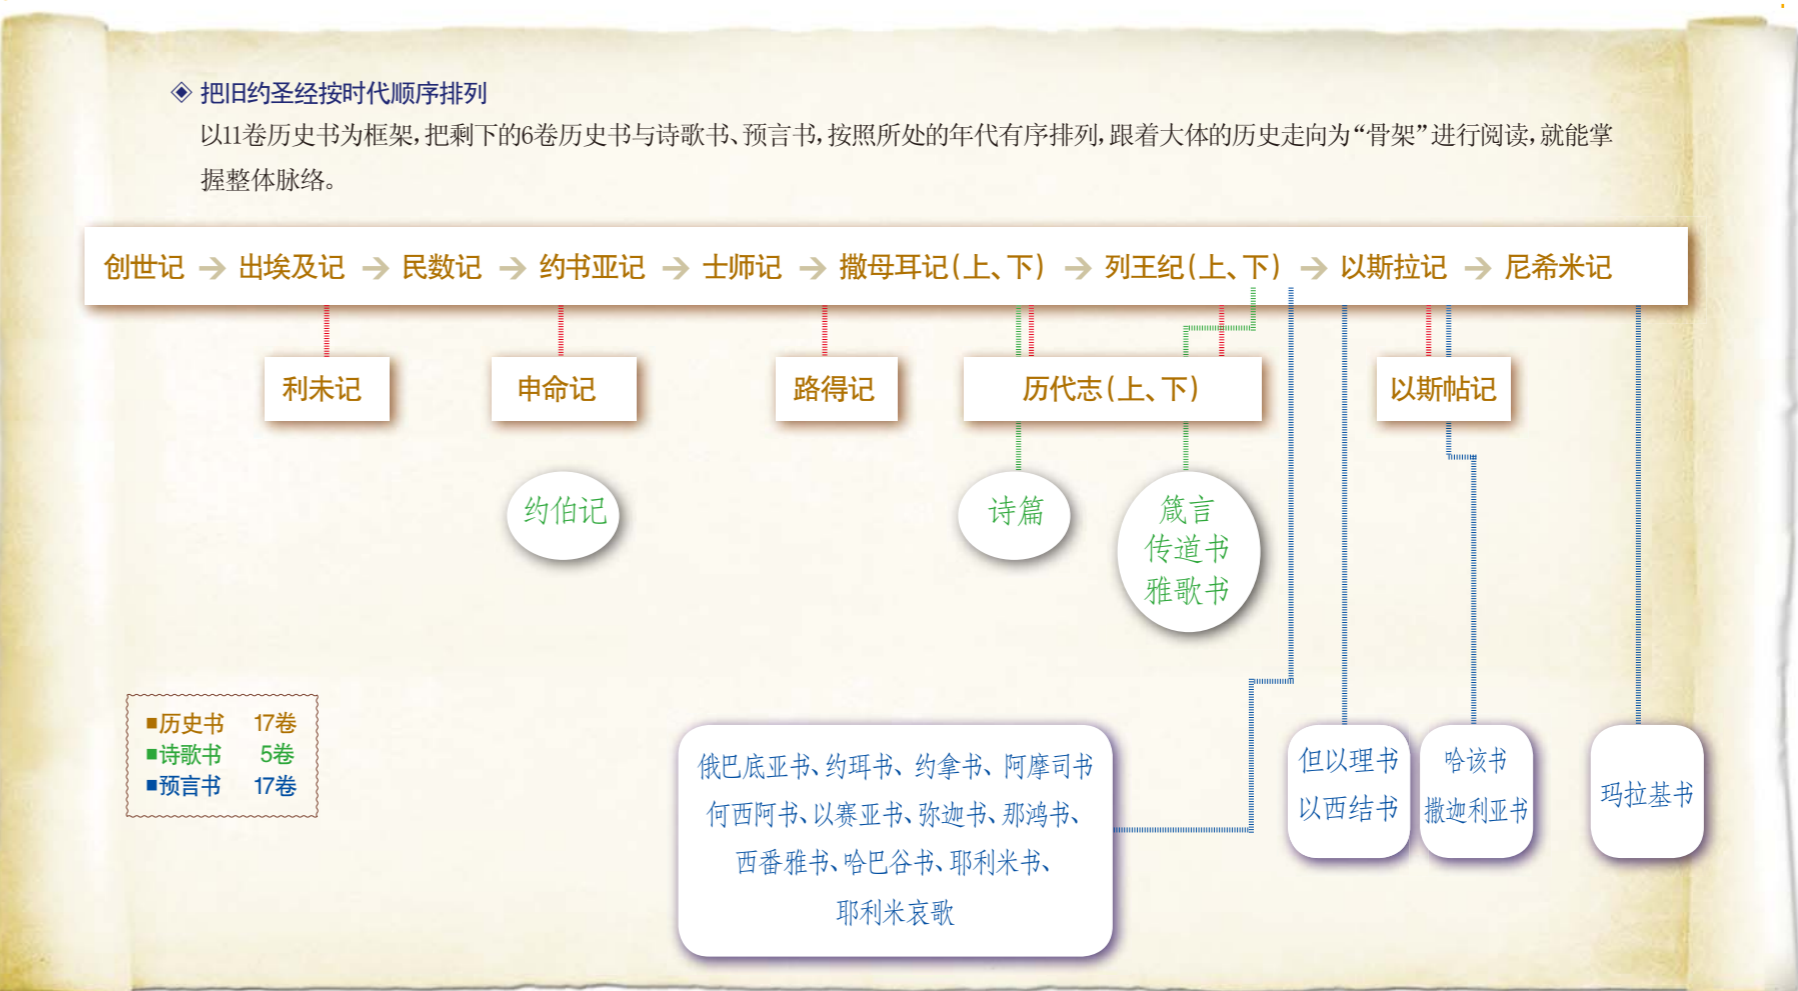 ◈ 把旧约圣经按时代顺序排列
以11卷历史书为框架,把剩下的6卷历史书与诗歌书、预言书,按照所处的年代有序排列,跟着大体的历史走向为“骨架”进行阅读,就能掌
握整体脉络。
创世记 → 出埃及记 → 民数记 → 约书亚记 → 士师记 → 撒母耳记(上、下) → 列王纪(上、下) → 以斯拉记 → 尼希米记
利未记 申命记 路得记 历代志(上、下) 以斯帖记
约伯记 诗篇 箴言
传道书
雅歌书
■历史书 17卷
■诗歌书 5卷
■预言书 17卷
俄巴底亚书、约珥书、约拿书、阿摩司书
何西阿书、以赛亚书、弥迦书、那鸿书、
西番雅书、哈巴谷书、耶利米书、
耶利米哀歌
但以理书
以西结书
哈该书
撒迦利亚书
玛拉基书